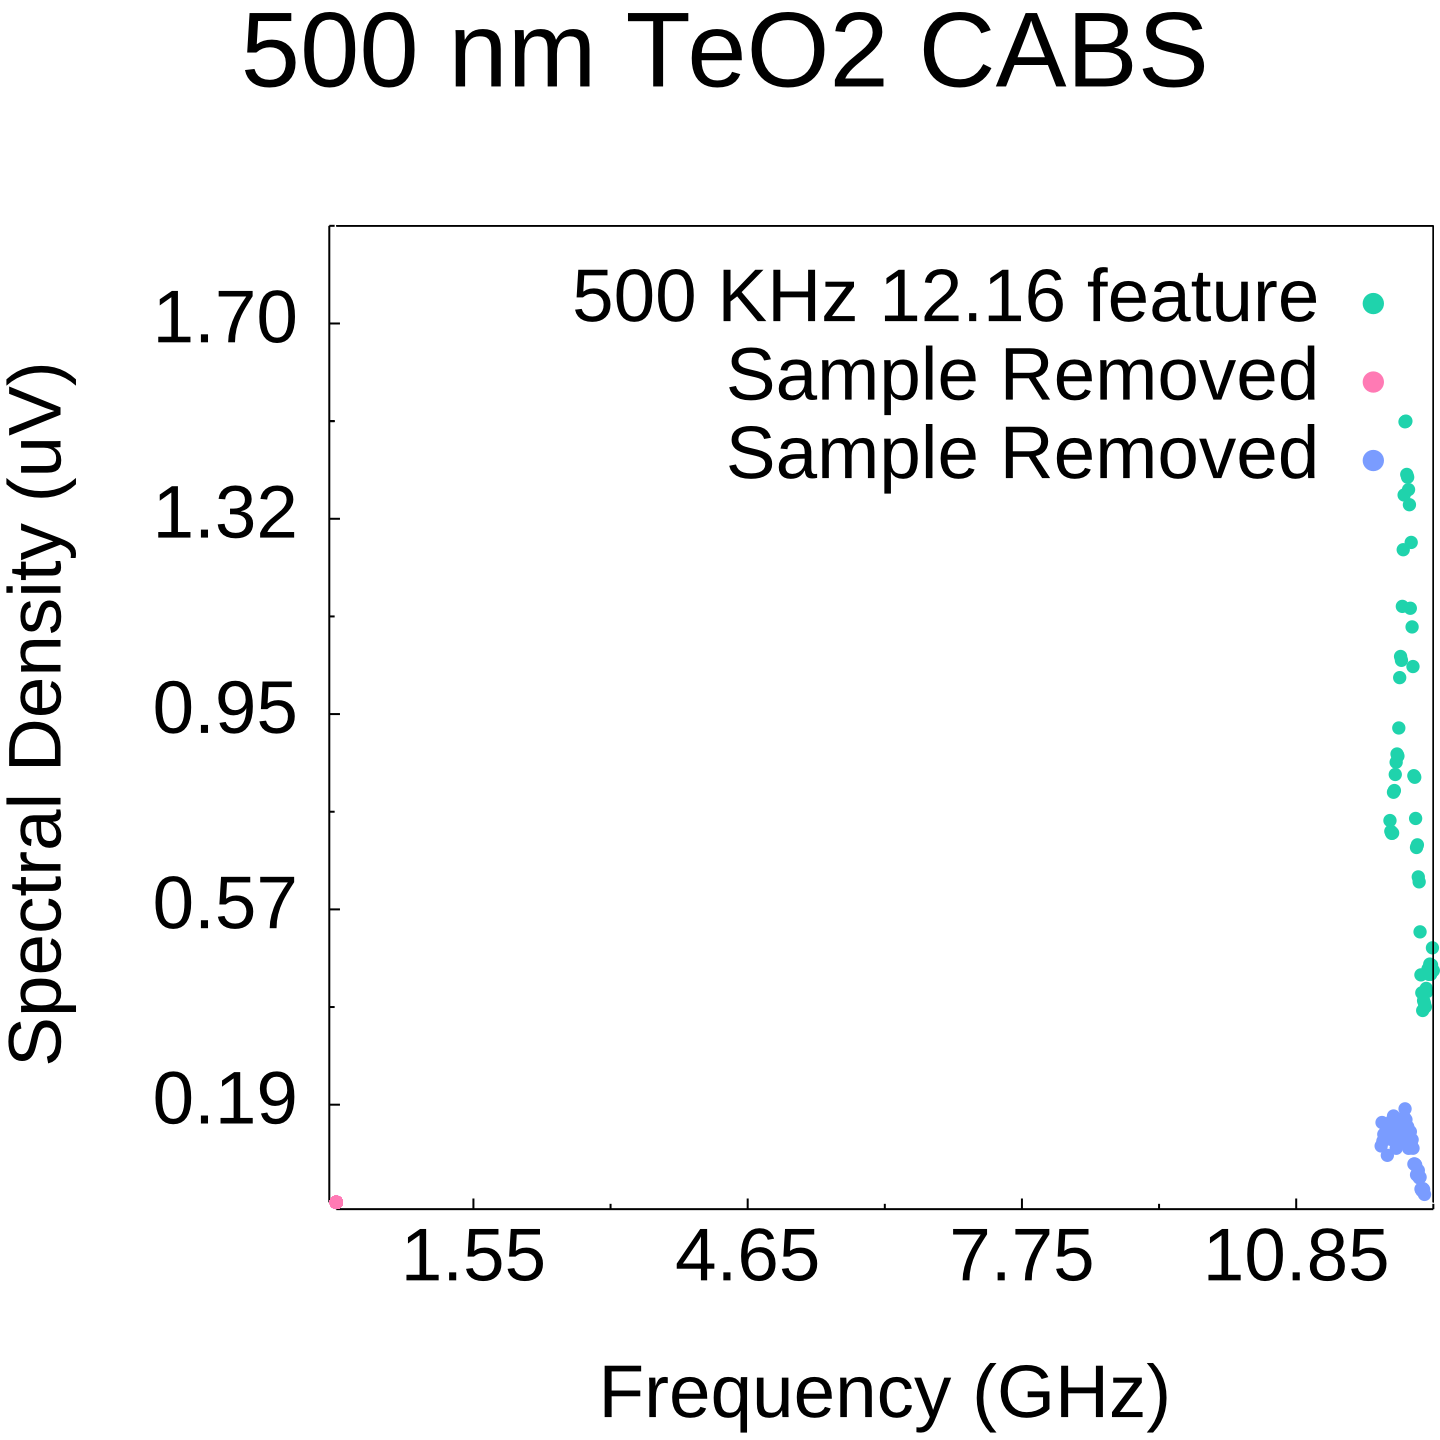 500 nm TeO2 CABS
500 KHz 12.16 feature
Sample Removed
Sample Removed
Spectral Density (uV)
1.70
1.32
0.95
0.57
0.19
1.55
4.65
7.75
10.85
Frequency (GHz)